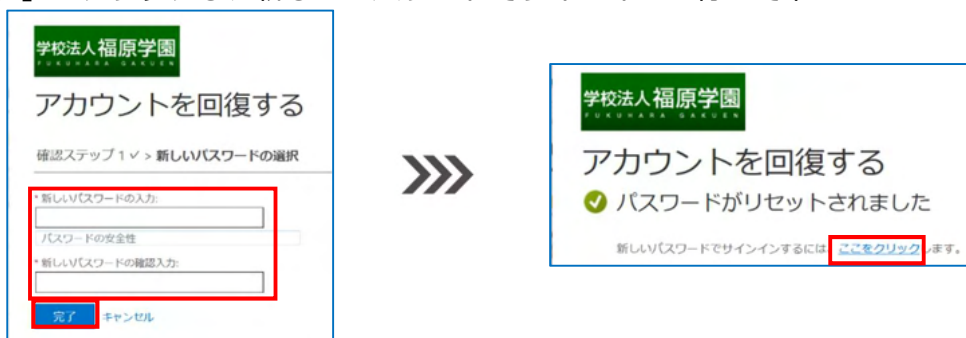 学校法人福原学園
FUKUHARA GAKUEN
アカウントを回復する
確認ステップ 1 ✓ > 新しいパスワードの選択
* 新しいパスワードの入力:
パスワードの安全性
* 新しいパスワードの確認入力:
完了 キャンセル
学校法人福原学園
FUKUHARA GAKUEN
アカウントを回復する
パスワードがリセットされました
新しいパスワードでサインインするには、ここをクリックします。